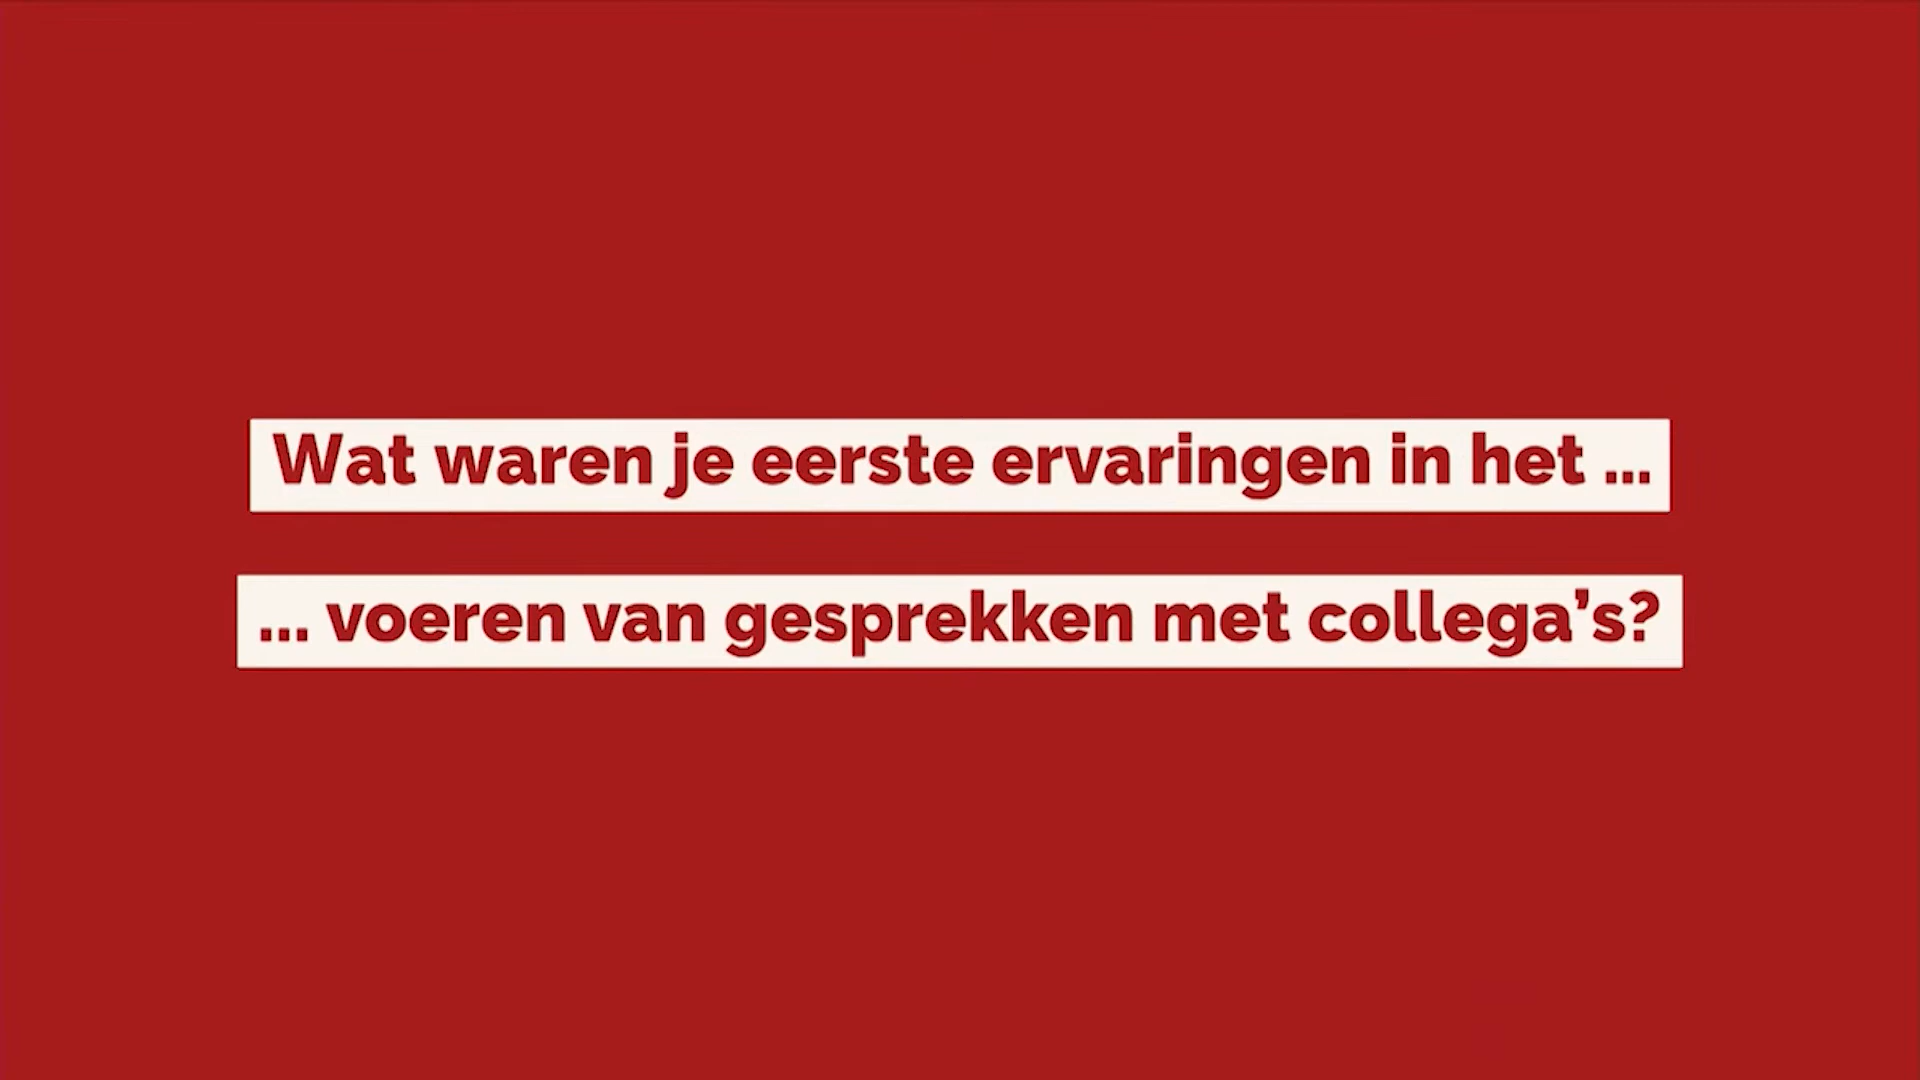 Wat waren je eerste ervaringen in het ...
... voeren van gesprekken met collega’s?